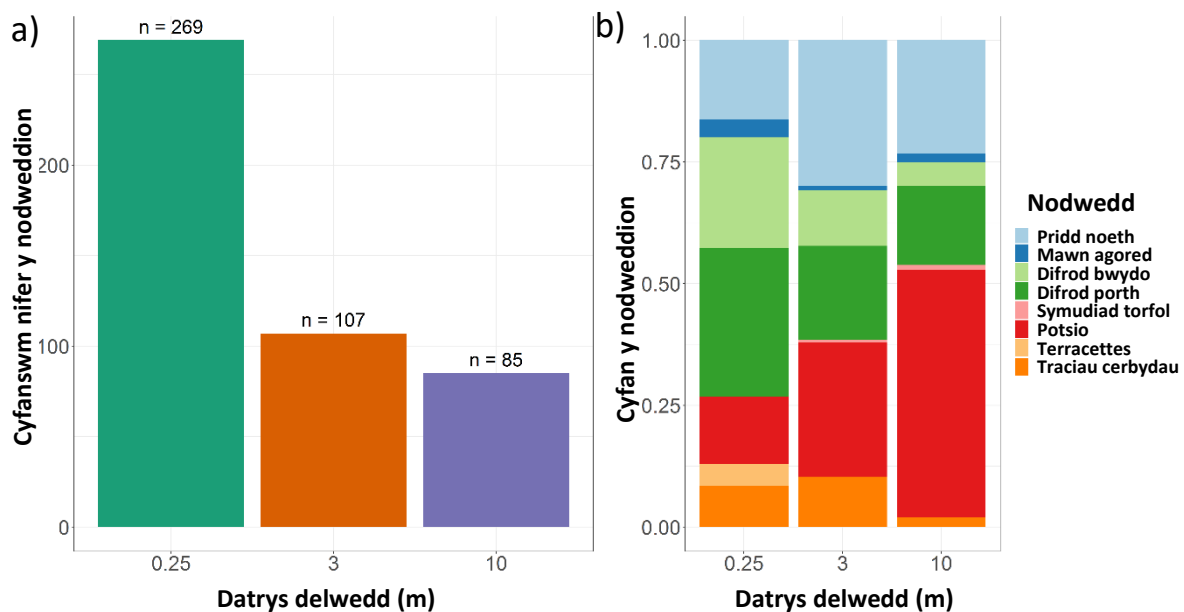 a)
Cyfanswm nifer y nodweddion
200
100
0
n = 269
n = 107
n = 85
0.25
3
10
Datrys delwedd (m)
b)
Cyfan y nodweddion
1.00
0.75
0.50
0.25
0.00
0.25
3
10
Datrys delwedd (m)
Nodwedd
Pridd noeth
Mawn agored
Difrod bwydo
Difrod porth
Symudiad torfol
Potsio
Terracettes
Traciau cerbydau